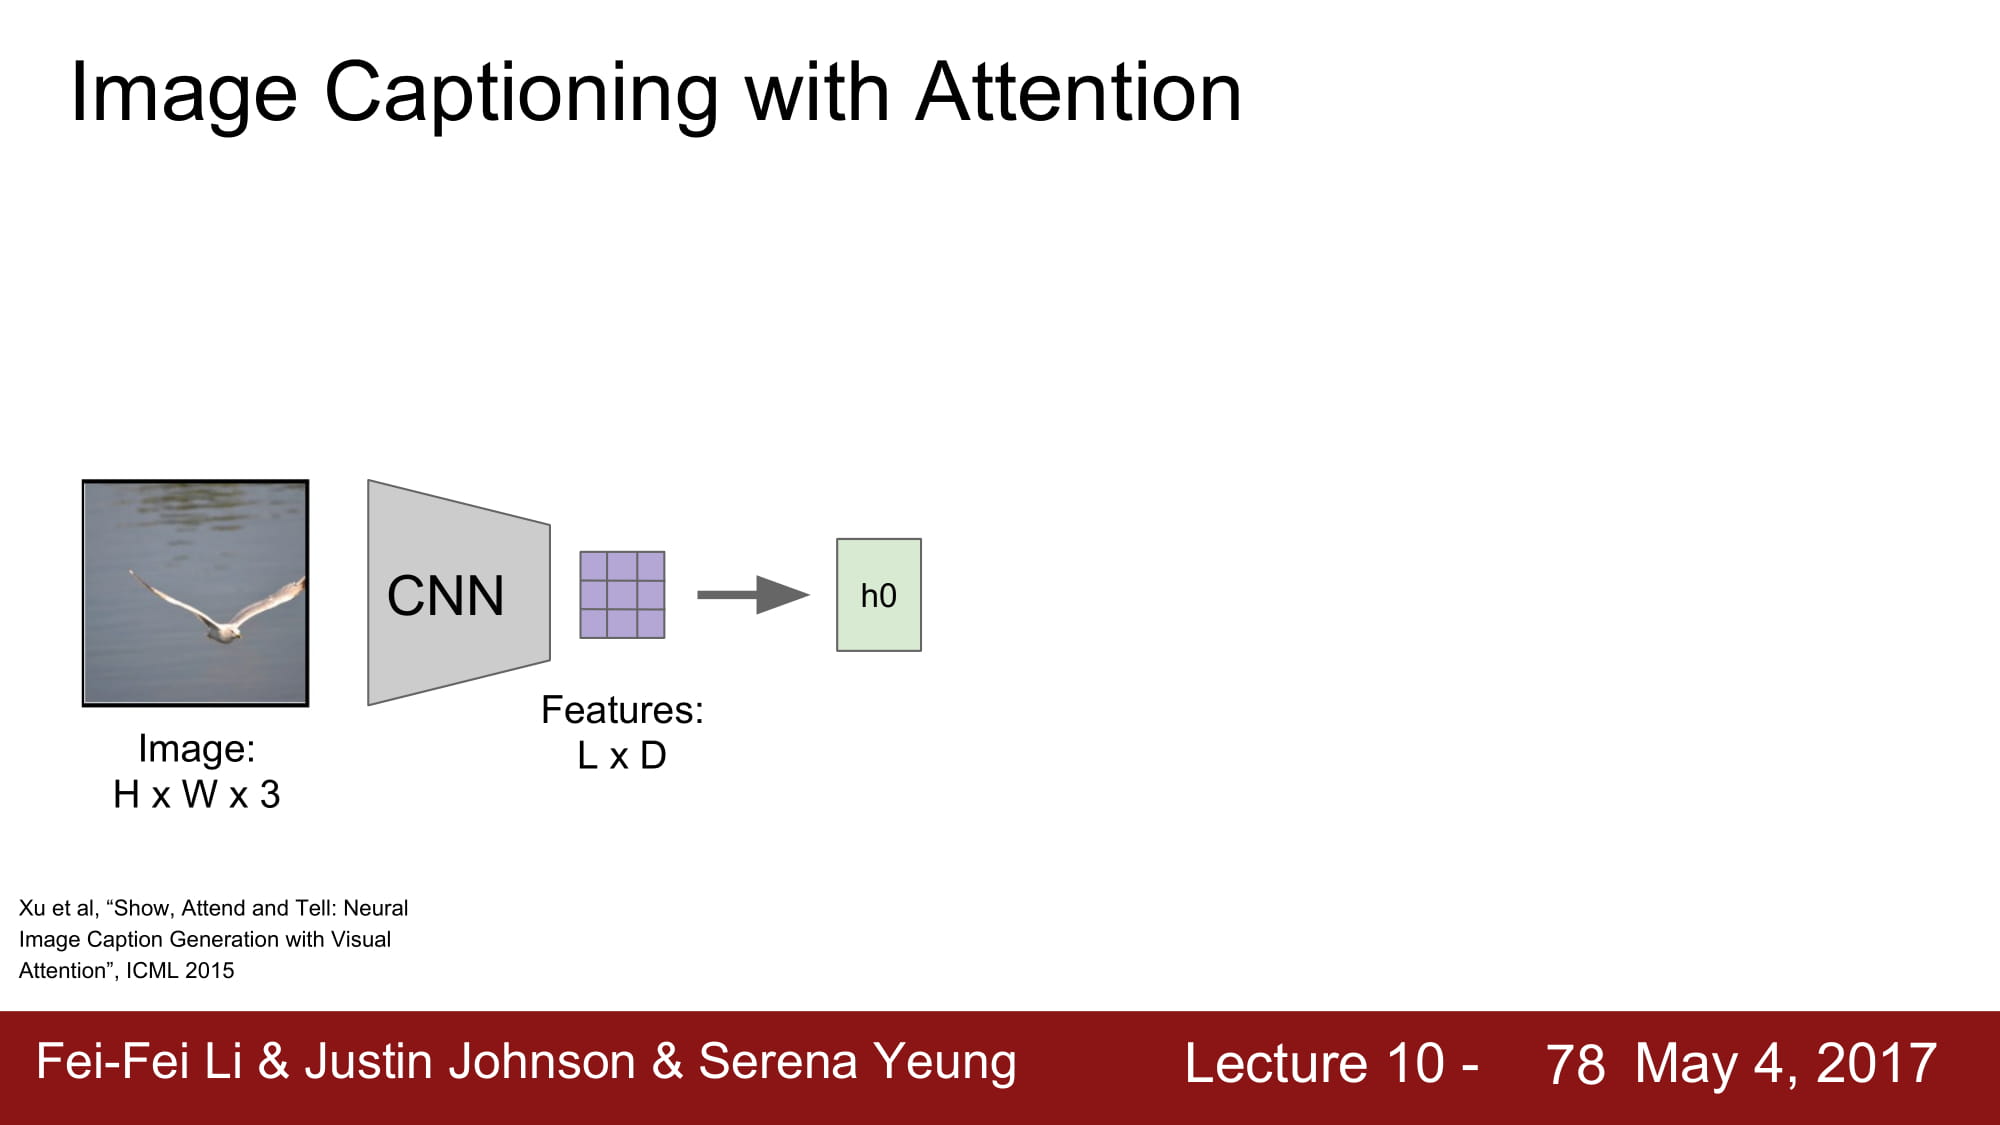 Image Captioning with Attention
CNN
h0
Features:
L x D
Image:
H x W x 3
Xu et al, “Show, Attend and Tell: Neural
Image Caption Generation with Visual
Attention”, ICML 2015
Fei-Fei Li & Justin Johnson & Serena Yeung
Lecture 10 - 78 May 4, 2017